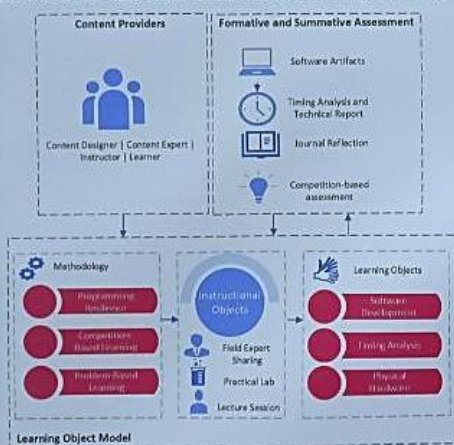 Content Providers
Content Designer | Content Expert |
Instructor | Learner
Formative and Summative Assessment
Software Artifacts
Timing Analysis and
Technical Report
Journal Reflection
Competition-based
assessment
Methodology
Programming
Resilience
Competition-
Based Learning
Problem-Based
Learning
Instructional
Objects
Field Expert
Sharing
Practical Lab
Lecture Session
Learning Objects
Software
Development
Timing Analysis
Physical
Hardware
Learning Object Model